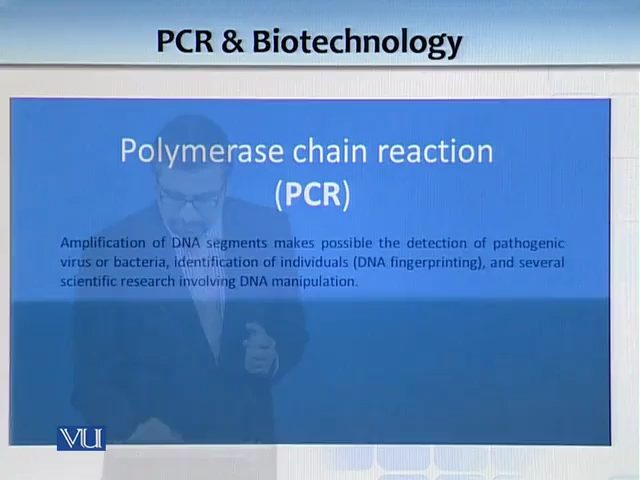 PCR & Biotechnology
Polymerase chain reaction
(PCR)
Amplification of DNA segments makes possible the detection of pathogenic
virus or bacteria, identification of individuals (DNA fingerprinting), and several
scientific research involving DNA manipulation.
VU